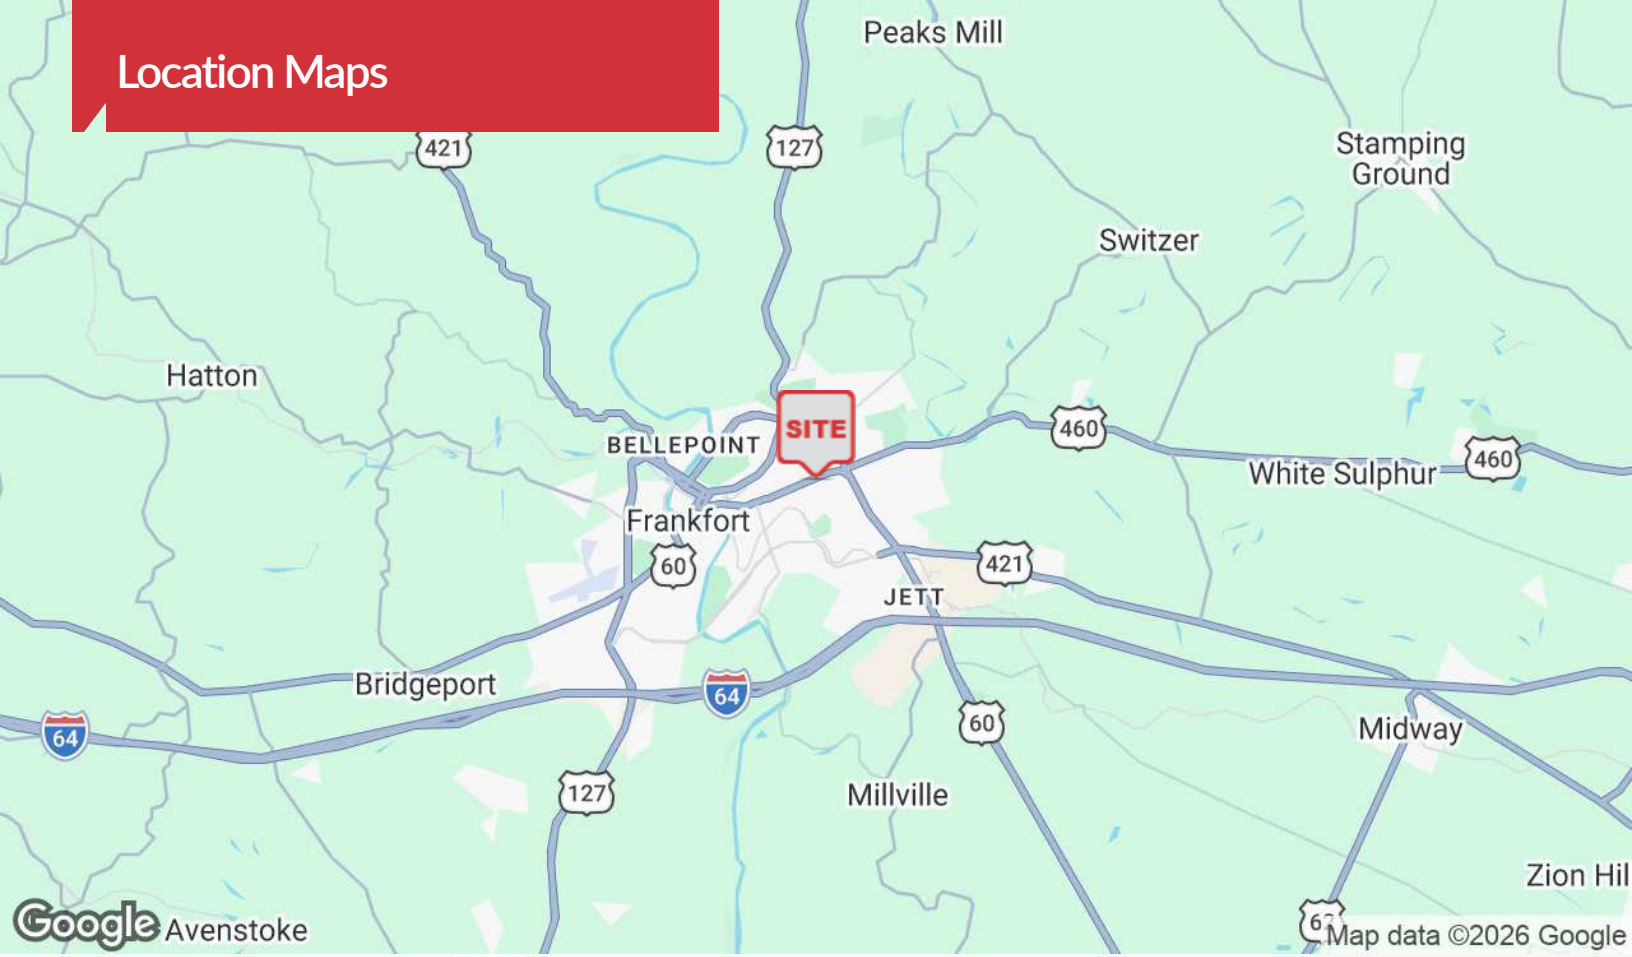 Location Maps
Peaks Mill
421
127
Stamping
Ground
Switzer
Hatton
SITE
460
BELLEPOINT
460
White Sulphur
Frankfort
60
421
JETT
Bridgeport
64
64
60
Midway
127
Millville
Zion Hil
Google
Avenstoke
Map data ©2026 Google